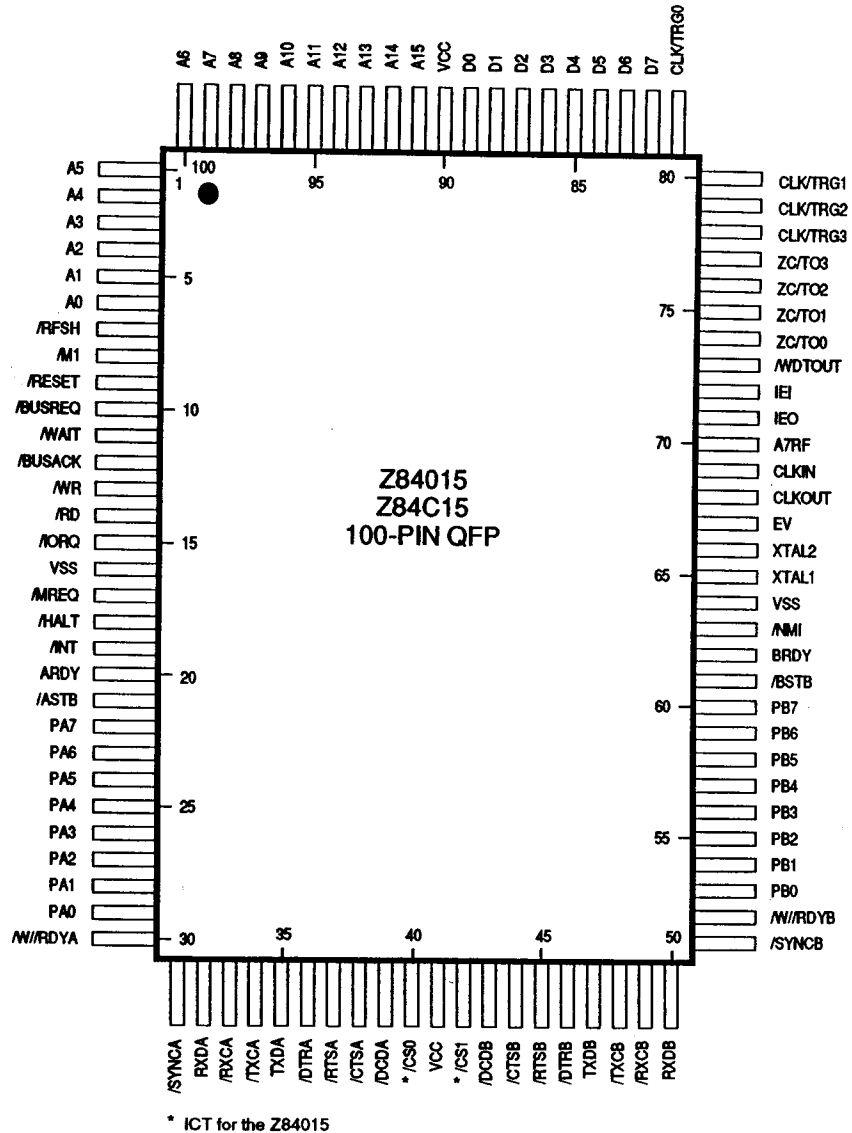 A6
A7
A8
A9
A10
A11
A12
A13
A14
A15
VCC
D0
D1
D2
D3
D4
D5
D6
D7
CLK/TRG0
100
95
90
85
80
1
5
10
15
20
25
30
A5
A4
A3
A2
A1
A0
/RFSH
/M1
/RESET
/BUSREQ
/WAIT
/BUSACK
/WR
/RD
/IORQ
VSS
/MREQ
/HALT
/INT
ARDY
/ASTB
PA7
PA6
PA5
PA4
PA3
PA2
PA1
PA0
/W//RDYA
Z84015
Z84C15
100-PIN QFP
CLK/TRG1
CLK/TRG2
CLK/TRG3
ZC/TO3
ZC/TO2
ZC/TO1
ZC/TO0
/WDTOUT
IEI
IEO
A7RF
CLKIN
CLKOUT
EV
XTAL2
XTAL1
VSS
/NMI
BRDY
/BSTB
PB7
PB6
PB5
PB4
PB3
PB2
PB1
PB0
/W//RDYB
/SYNCB
75
70
65
60
55
35
40
45
50
/SYNCA
RXDA
/RXCA
/TXCA
TXDA
/DTRA
/RTSA
/CTSA
/DCDA
* /CS0
VCC
* /CS1
/DCDB
/CTSB
/RTSB
/DTRB
TXDB
/TXCB
/RXCB
RXDB
* ICT for the Z84015